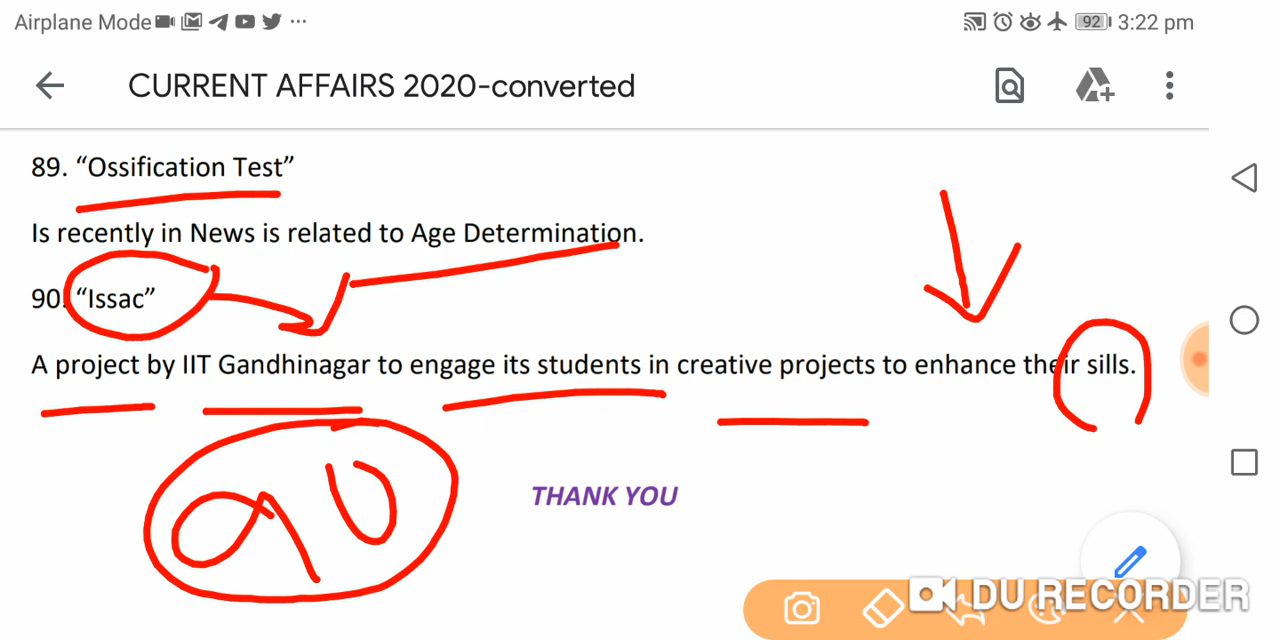 Airplane Mode ... 92 3:22 pm
CURRENT AFFAIRS 2020-converted
89. “Ossification Test”
Is recently in News is related to Age Determination.
90. “Issac”
A project by IIT Gandhinagar to engage its students in creative projects to enhance their sills.
90
THANK YOU
DU RECORDER